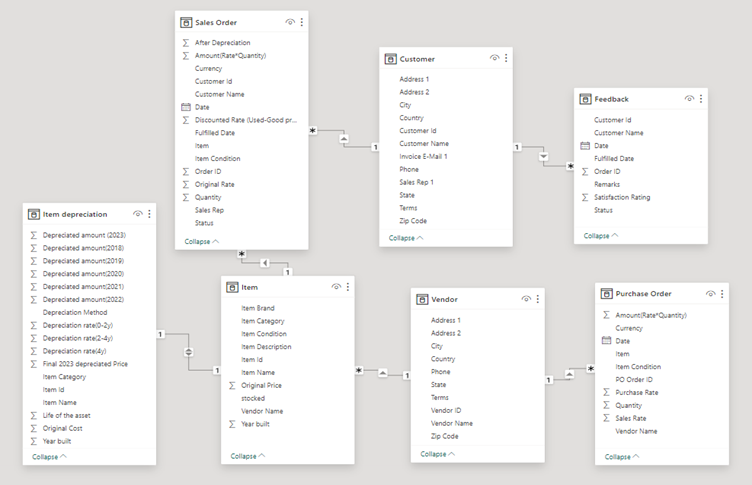 Sales Order
After Depreciation
Amount(Rate*Quantity)
Currency
Customer Id
Customer Name
Date
Discounted Rate (Used-Good pr...
Fulfilled Date
Item
Item Condition
Order ID
Original Rate
Quantity
Sales Rep
Status
Collapse
Customer
Address 1
Address 2
City
Country
Customer Id
Customer Name
Invoice E-Mail 1
Phone
Sales Rep 1
State
Terms
Zip Code
Collapse
Feedback
Customer Id
Customer Name
Date
Fulfilled Date
Order ID
Remarks
Satisfaction Rating
Status
Collapse
* 1
1 *
Item depreciation
Depreciated amount (2023)
Depreciated amount(2018)
Depreciated amount(2019)
Depreciated amount(2020)
Depreciated amount(2021)
Depreciated amount(2022)
Depreciation Method
Depreciation rate(0-2y)
Depreciation rate(2-4y)
Depreciation rate(4y)
Final 2023 depreciated Price
Item Category
Item Id
Item Name
Life of the asset
Original Cost
Year built
Collapse
* 1
1 1
Item
Item Brand
Item Category
Item Condition
Item Description
Item Id
Item Name
Original Price
stocked
Vendor Name
Year built
Collapse
* 1
Vendor
Address 1
Address 2
City
Country
Phone
State
Terms
Vendor ID
Vendor Name
Zip Code
Collapse
1 *
Purchase Order
Amount(Rate*Quantity)
Currency
Date
Item
Item Condition
PO Order ID
Purchase Rate
Quantity
Sales Rate
Vendor Name
Collapse